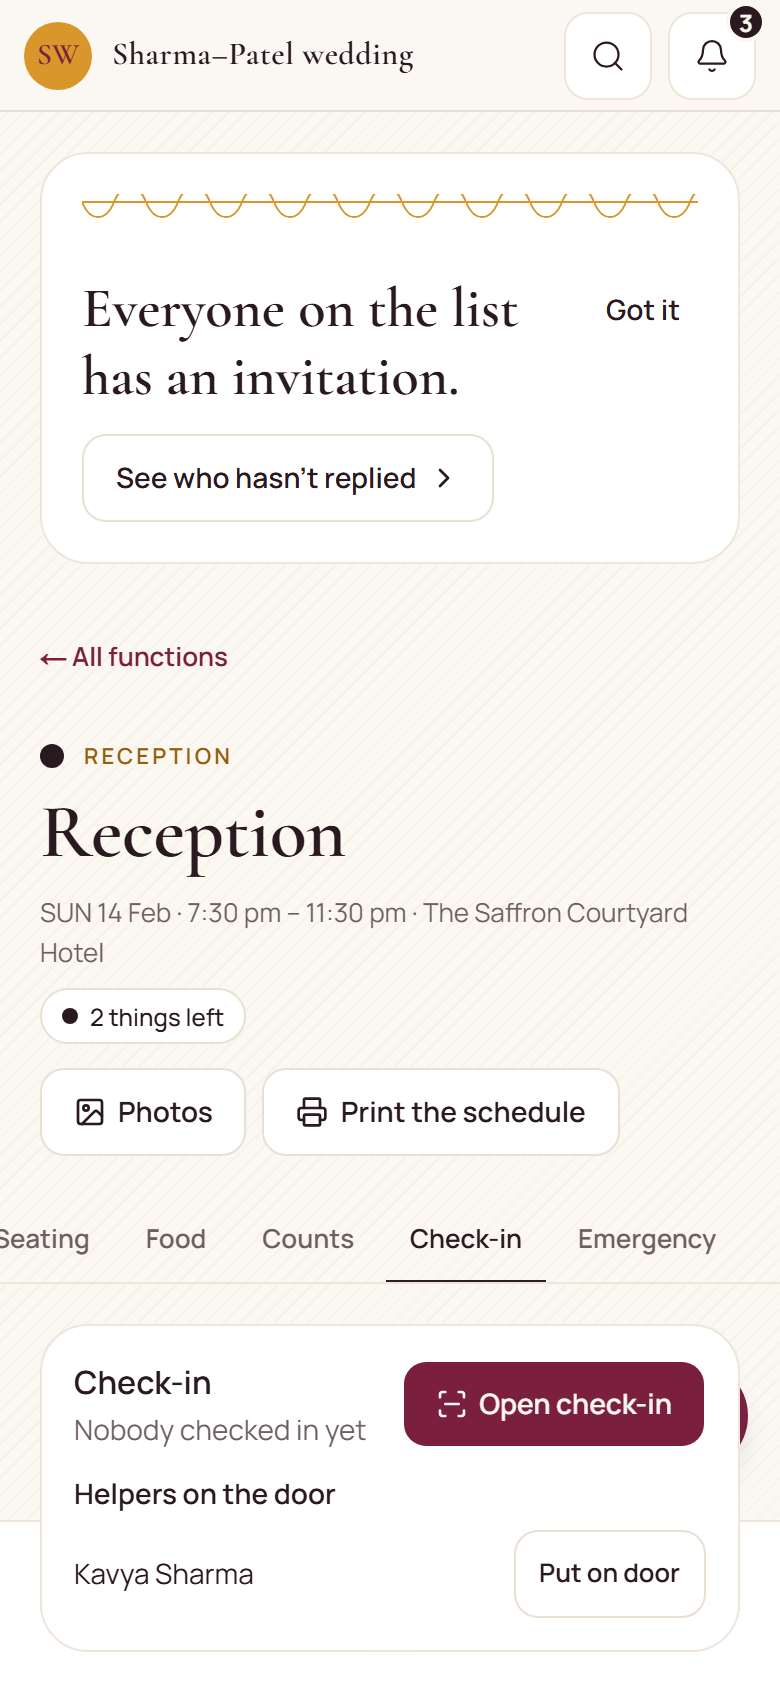 SW
Sharma–Patel wedding
3
Everyone on the list
has an invitation.
Got it
See who hasn't replied
← All functions
RECEPTION
Reception
SUN 14 Feb · 7:30 pm – 11:30 pm · The Saffron Courtyard
Hotel
2 things left
Photos
Print the schedule
Seating
Food
Counts
Check-in
Emergency
Check-in
Nobody checked in yet
Open check-in
Helpers on the door
Kavya Sharma
Put on door